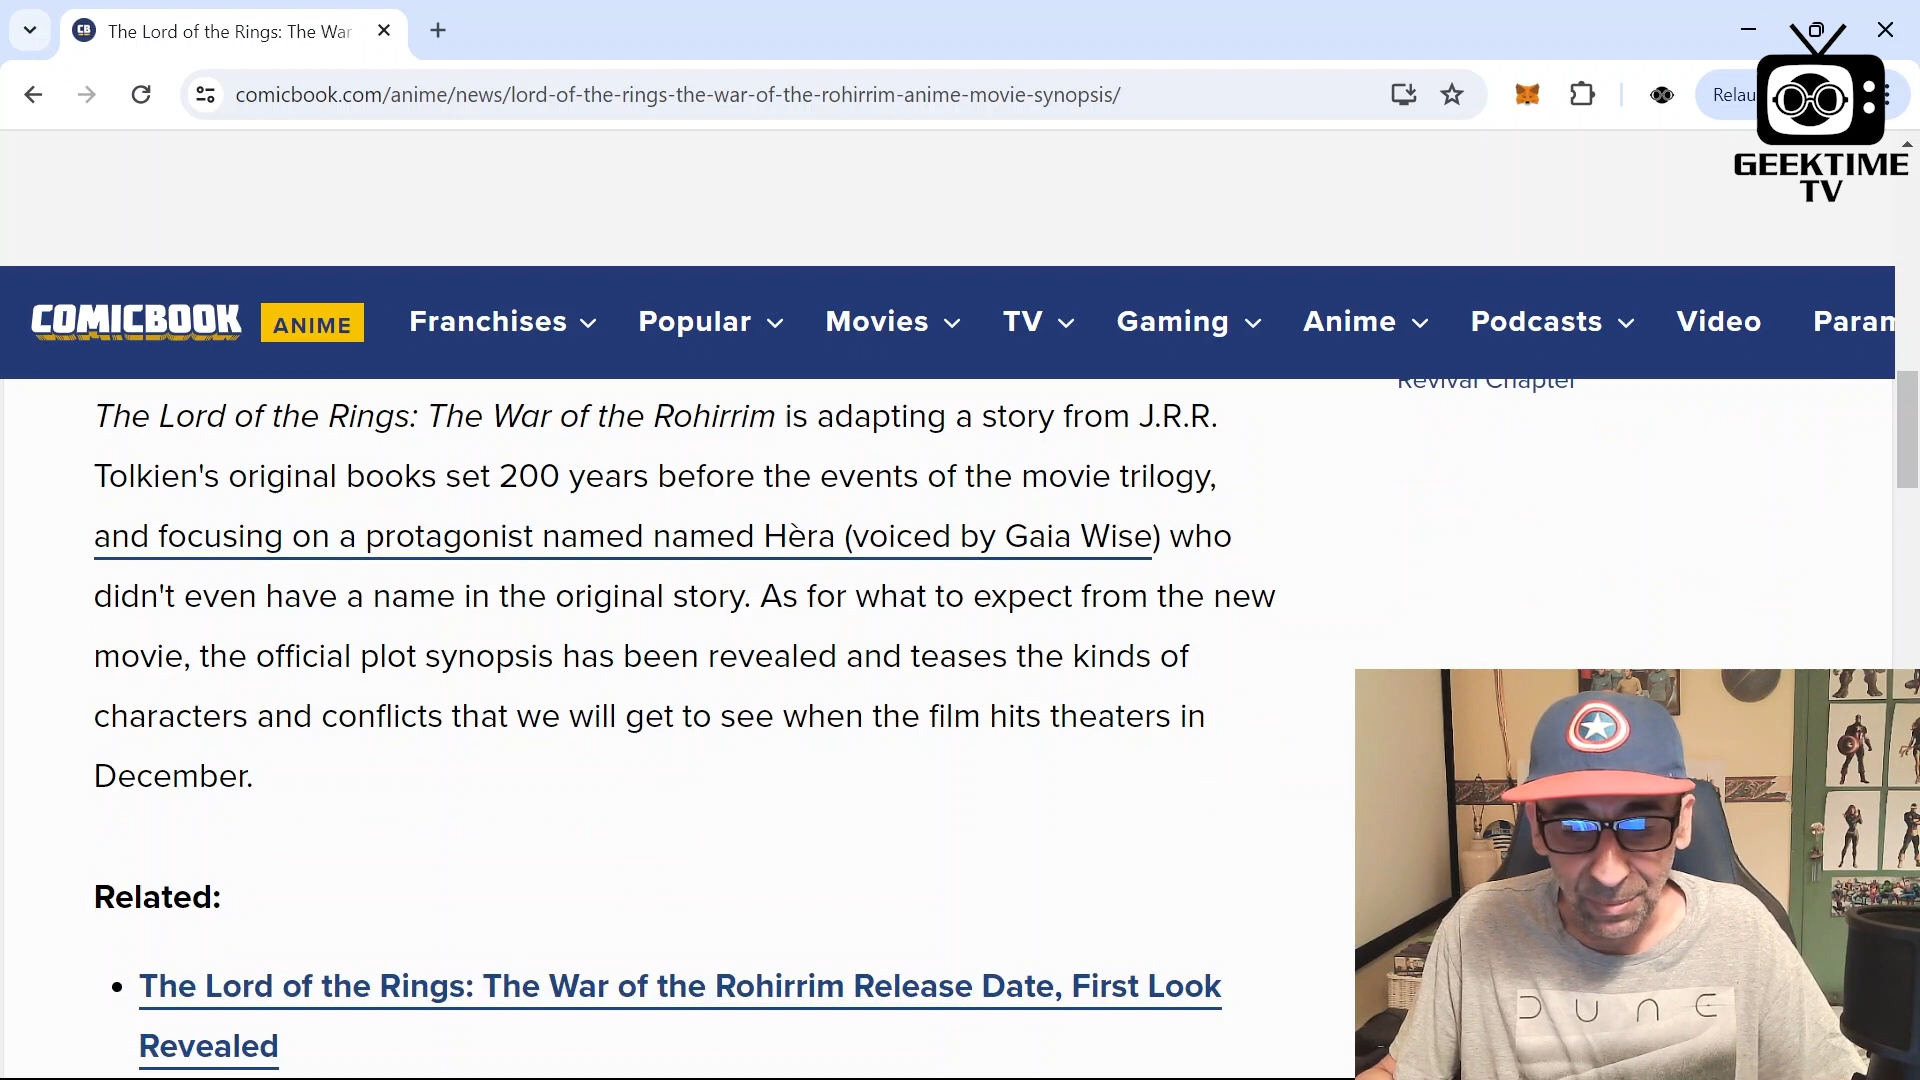 The Lord of the Rings: The War
comicbook.com/anime/news/lord-of-the-rings-the-war-of-the-rohirrim-anime-movie-synopsis/
Relau
GEEKTIME
TV
COMICBOOK ANIME Franchises Popular Movies TV Gaming Anime Podcasts Video Param
Revival Chapter
The Lord of the Rings: The War of the Rohirrim is adapting a story from J.R.R.
Tolkien's original books set 200 years before the events of the movie trilogy,
and focusing on a protagonist named named Hèra (voiced by Gaia Wise) who
didn't even have a name in the original story. As for what to expect from the new
movie, the official plot synopsis has been revealed and teases the kinds of
characters and conflicts that we will get to see when the film hits theaters in
December.
Related:
The Lord of the Rings: The War of the Rohirrim Release Date, First Look
Revealed
DUNE